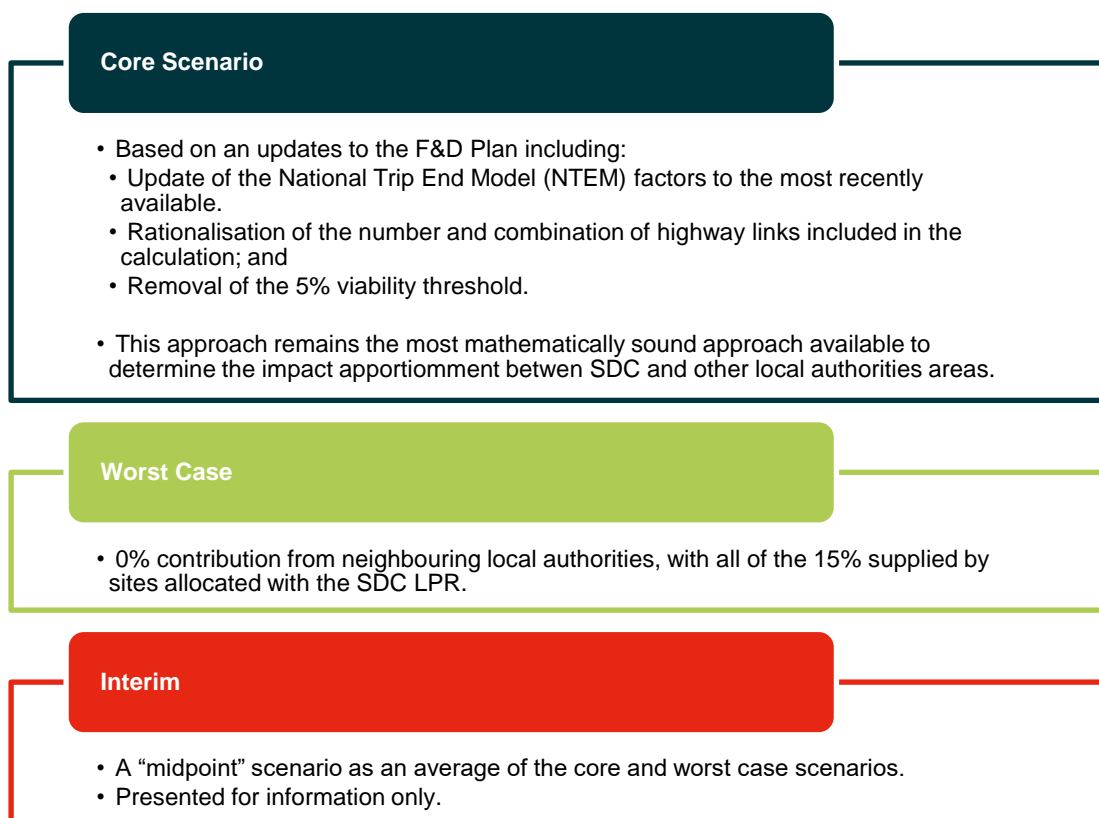 Core Scenario
• Based on an updates to the F&D Plan including:
• Update of the National Trip End Model (NTEM) factors to the most recently
available.
• Rationalisation of the number and combination of highway links included in the
calculation; and
• Removal of the 5% viability threshold.
• This approach remains the most mathematically sound approach available to
determine the impact apportiomment betwen SDC and other local authorities areas.
Worst Case
• 0% contribution from neighbouring local authorities, with all of the 15% supplied by
sites allocated with the SDC LPR.
Interim
• A “midpoint” scenario as an average of the core and worst case scenarios.
• Presented for information only.